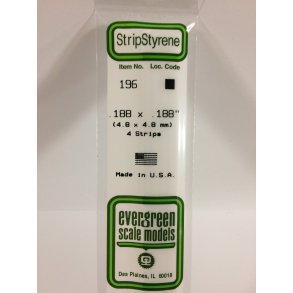 StripStyrene
Item No. Loc. Code
196
.188 x .188"
(4.8 x 4.8 mm)
4 Strips
Made in U.S.A.
evergreen
scale models
Des Plaines, IL 60018